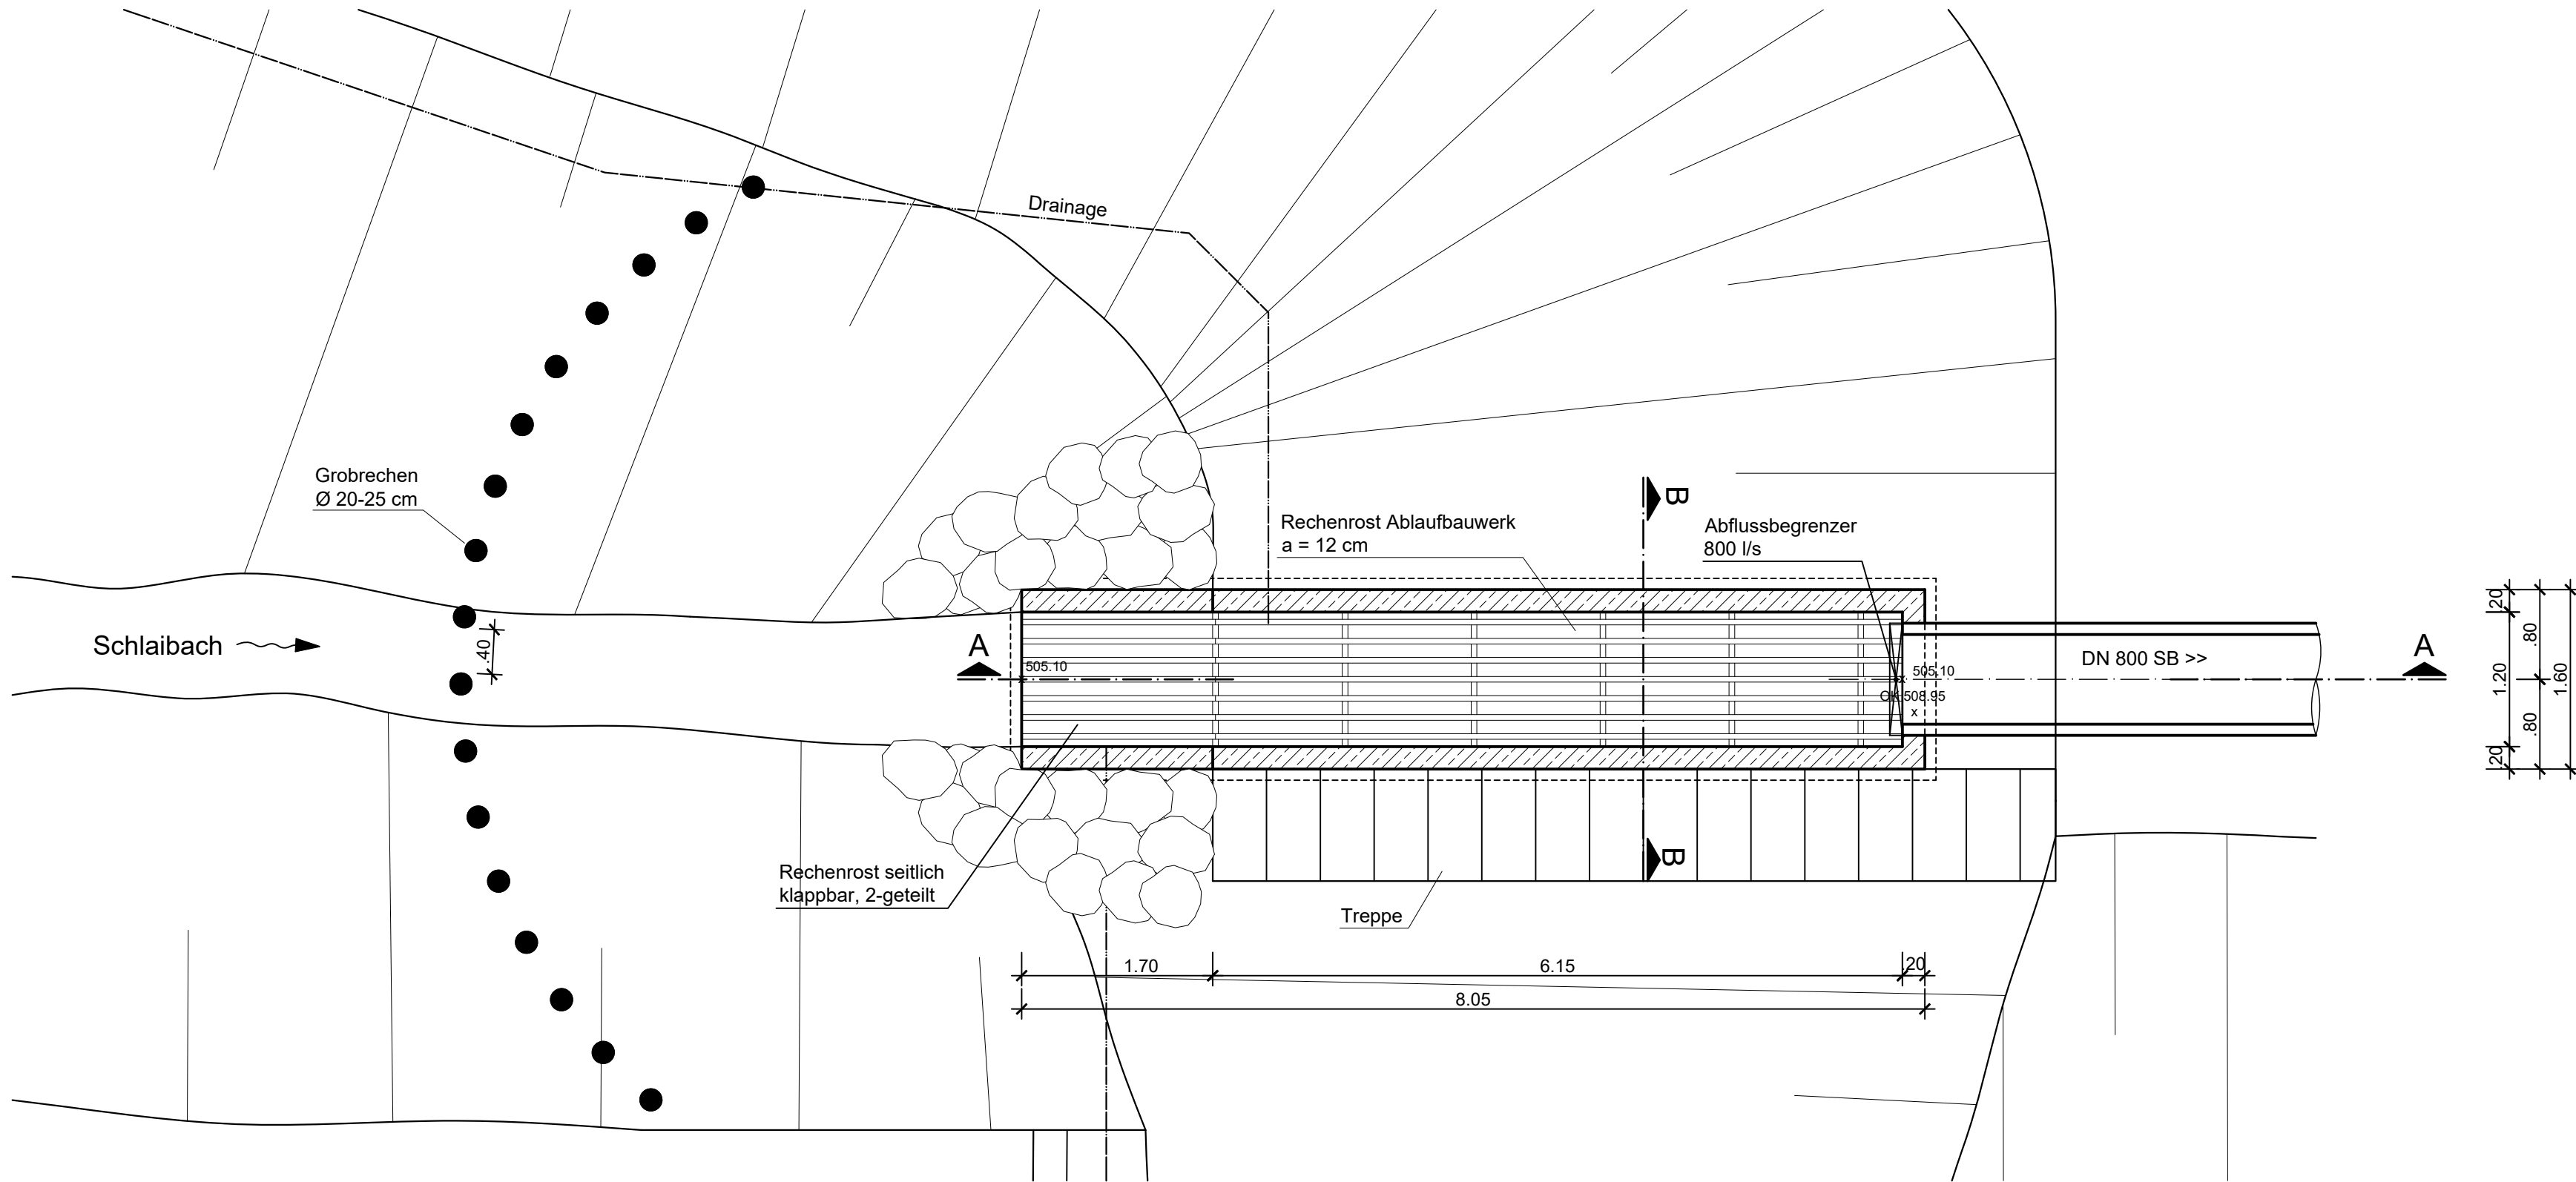 Drainage
Grobrechen
Ø 20-25 cm
Rechenrost Ablaufbauwerk
a = 12 cm
B
Abflussbegrenzer
800 l/s
Schlaibach
.40
A
505.10
505.10
OK 508.95
x
DN 800 SB >>
A
.20
1.20
.20
.80
.80
1.60
Rechenrost seitlich
klappbar, 2-geteilt
B
Treppe
1.70
6.15
20
8.05